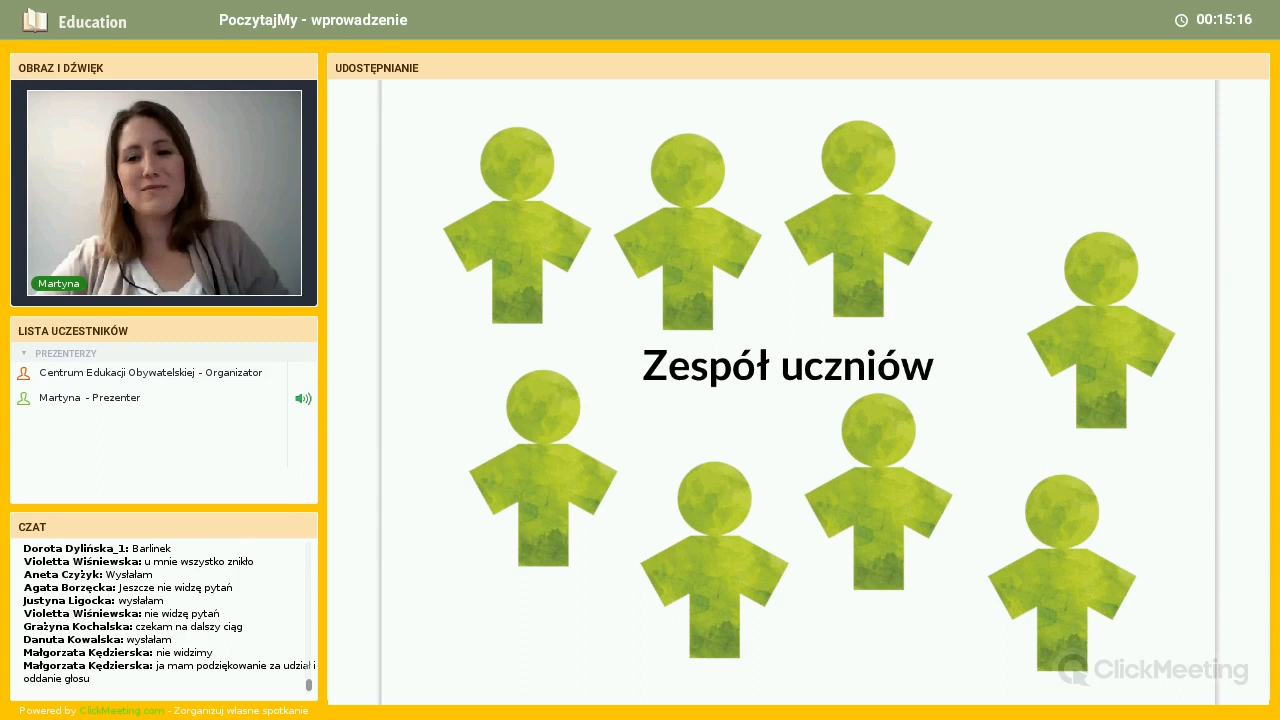 Education
PoczytajMy - wprowadzenie
00:15:16
OBRAZ I DŹWIĘK
Martyna
LISTA UCZESTNIKÓW
PREZENTERZY
Centrum Edukacji Obywatelskiej - Organizator
Martyna - Prezenter
CZAT
Dorota Dylińska_1: Barlinek
Violetta Wiśniewska: u mnie wszystko znikło
Aneta Czyżyk: Wysłałam
Agata Borzęcka: Jeszcze nie widzę pytań
Justyna Ligocka: wysłałam
Violetta Wiśniewska: nie widzę pytań
Grażyna Kochalska: czekam na dalszy ciąg
Danuta Kowalska: wysłałam
Małgorzata Kędzierska: nie widzimy
Małgorzata Kędzierska: ja mam podziękowanie za udział i
oddanie głosu
Powered by ClickMeeting.com - Zorganizuj własne spotkanie
UDOSTĘPNIANIE
Zespół uczniów
ClickMeeting